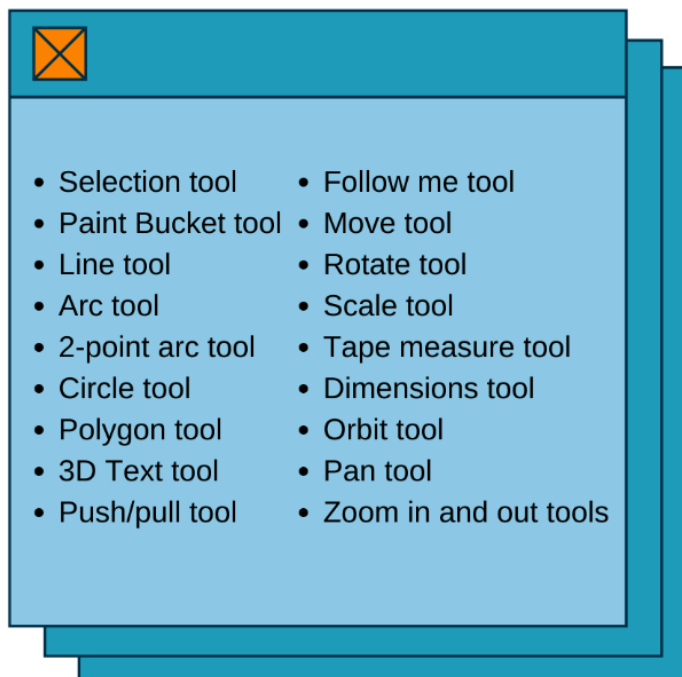 • Selection tool
• Paint Bucket tool
• Line tool
• Arc tool
• 2-point arc tool
• Circle tool
• Polygon tool
• 3D Text tool
• Push/pull tool
• Follow me tool
• Move tool
• Rotate tool
• Scale tool
• Tape measure tool
• Dimensions tool
• Orbit tool
• Pan tool
• Zoom in and out tools